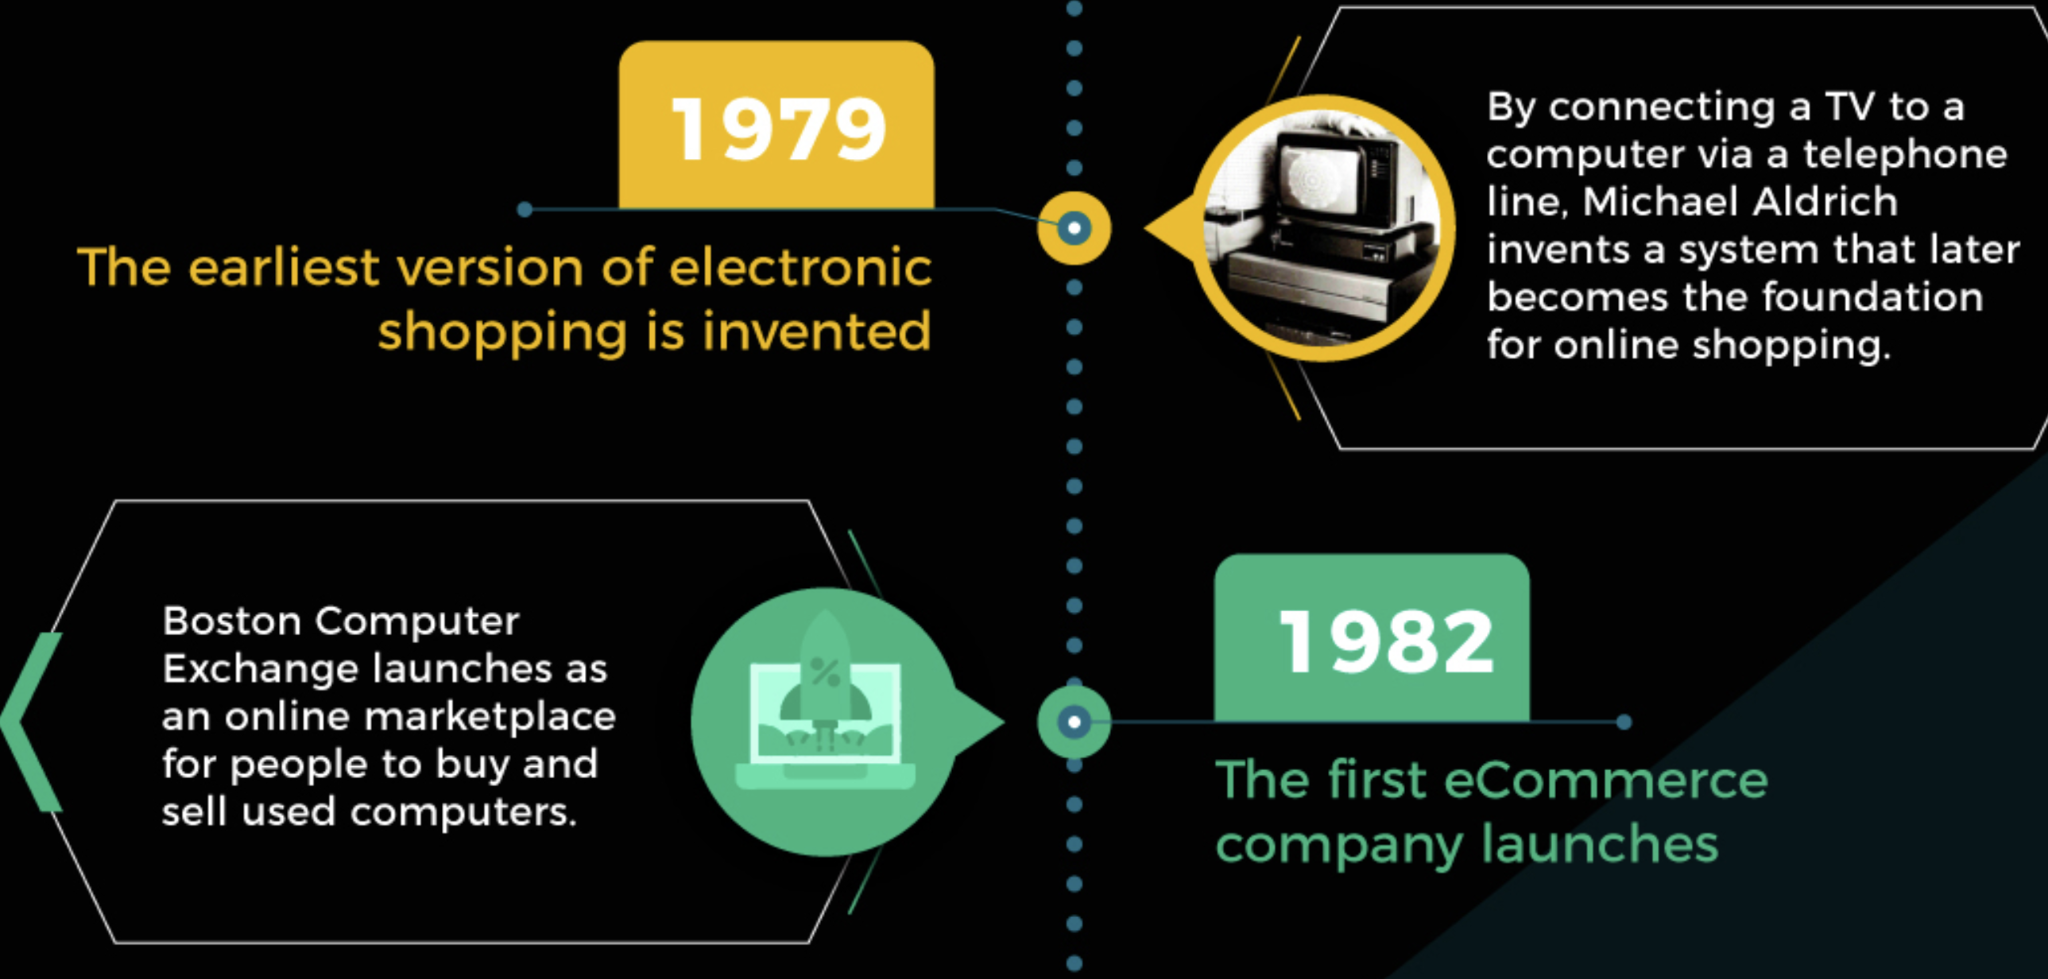 1979
The earliest version of electronic
shopping is invented
By connecting a TV to a
computer via a telephone
line, Michael Aldrich
invents a system that later
becomes the foundation
for online shopping.
Boston Computer
Exchange launches as
an online marketplace
for people to buy and
sell used computers.
%
1982
The first eCommerce
company launches